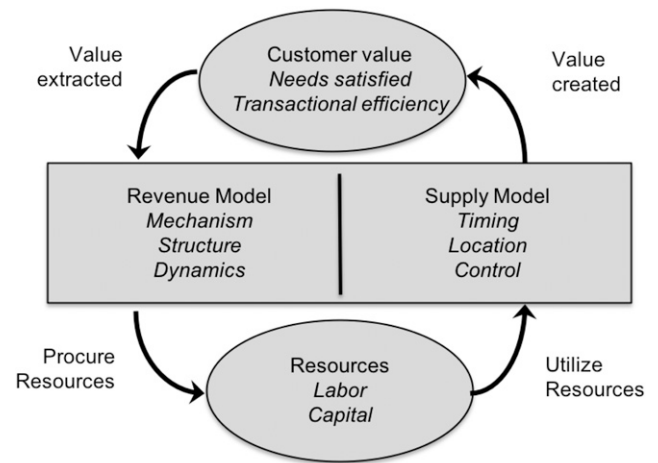 Value
extracted
Customer value
Needs satisfied
Transactional efficiency
Value
created
Revenue Model
Mechanism
Structure
Dynamics
Supply Model
Timing
Location
Control
Procure
Resources
Resources
Labor
Capital
Utilize
Resources